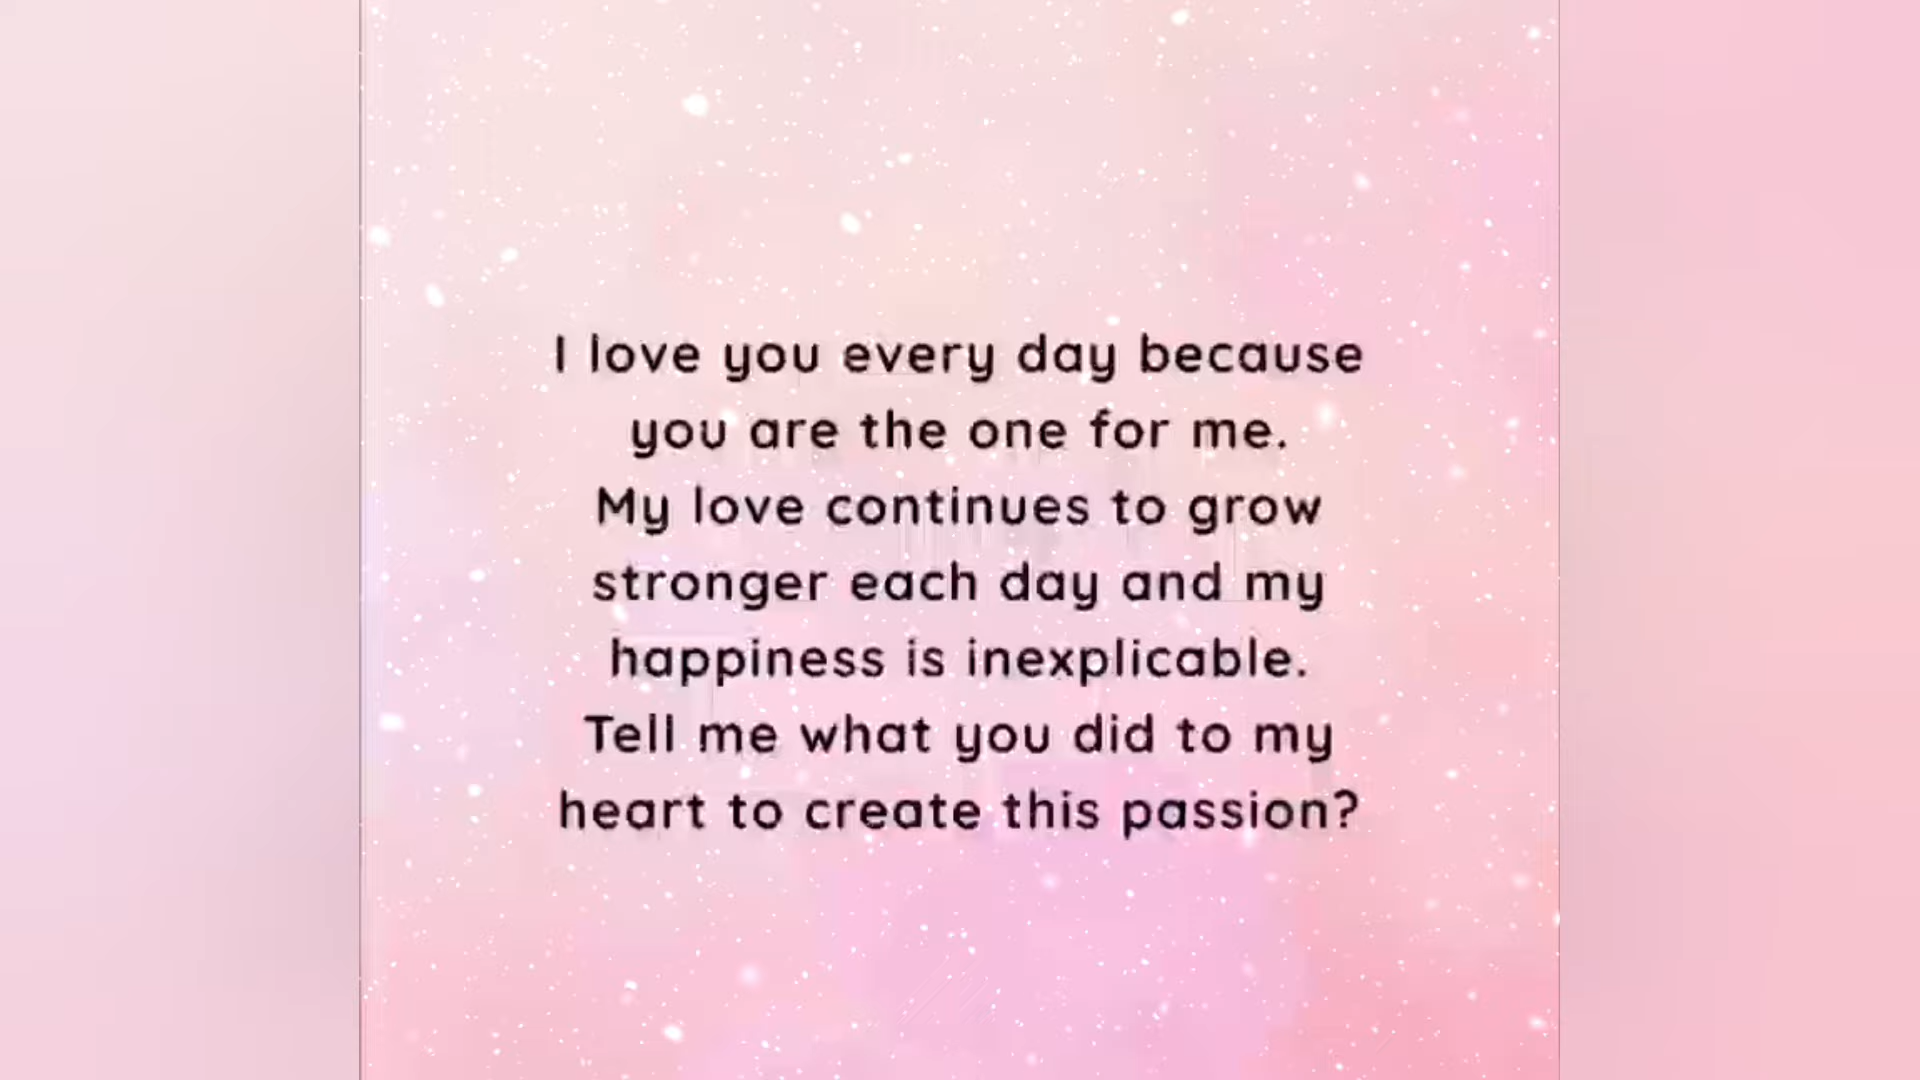 I love you every day because
you are the one for me.
My love continues to grow
stronger each day and my
happiness is inexplicable.
Tell me what you did to my
heart to create this passion?